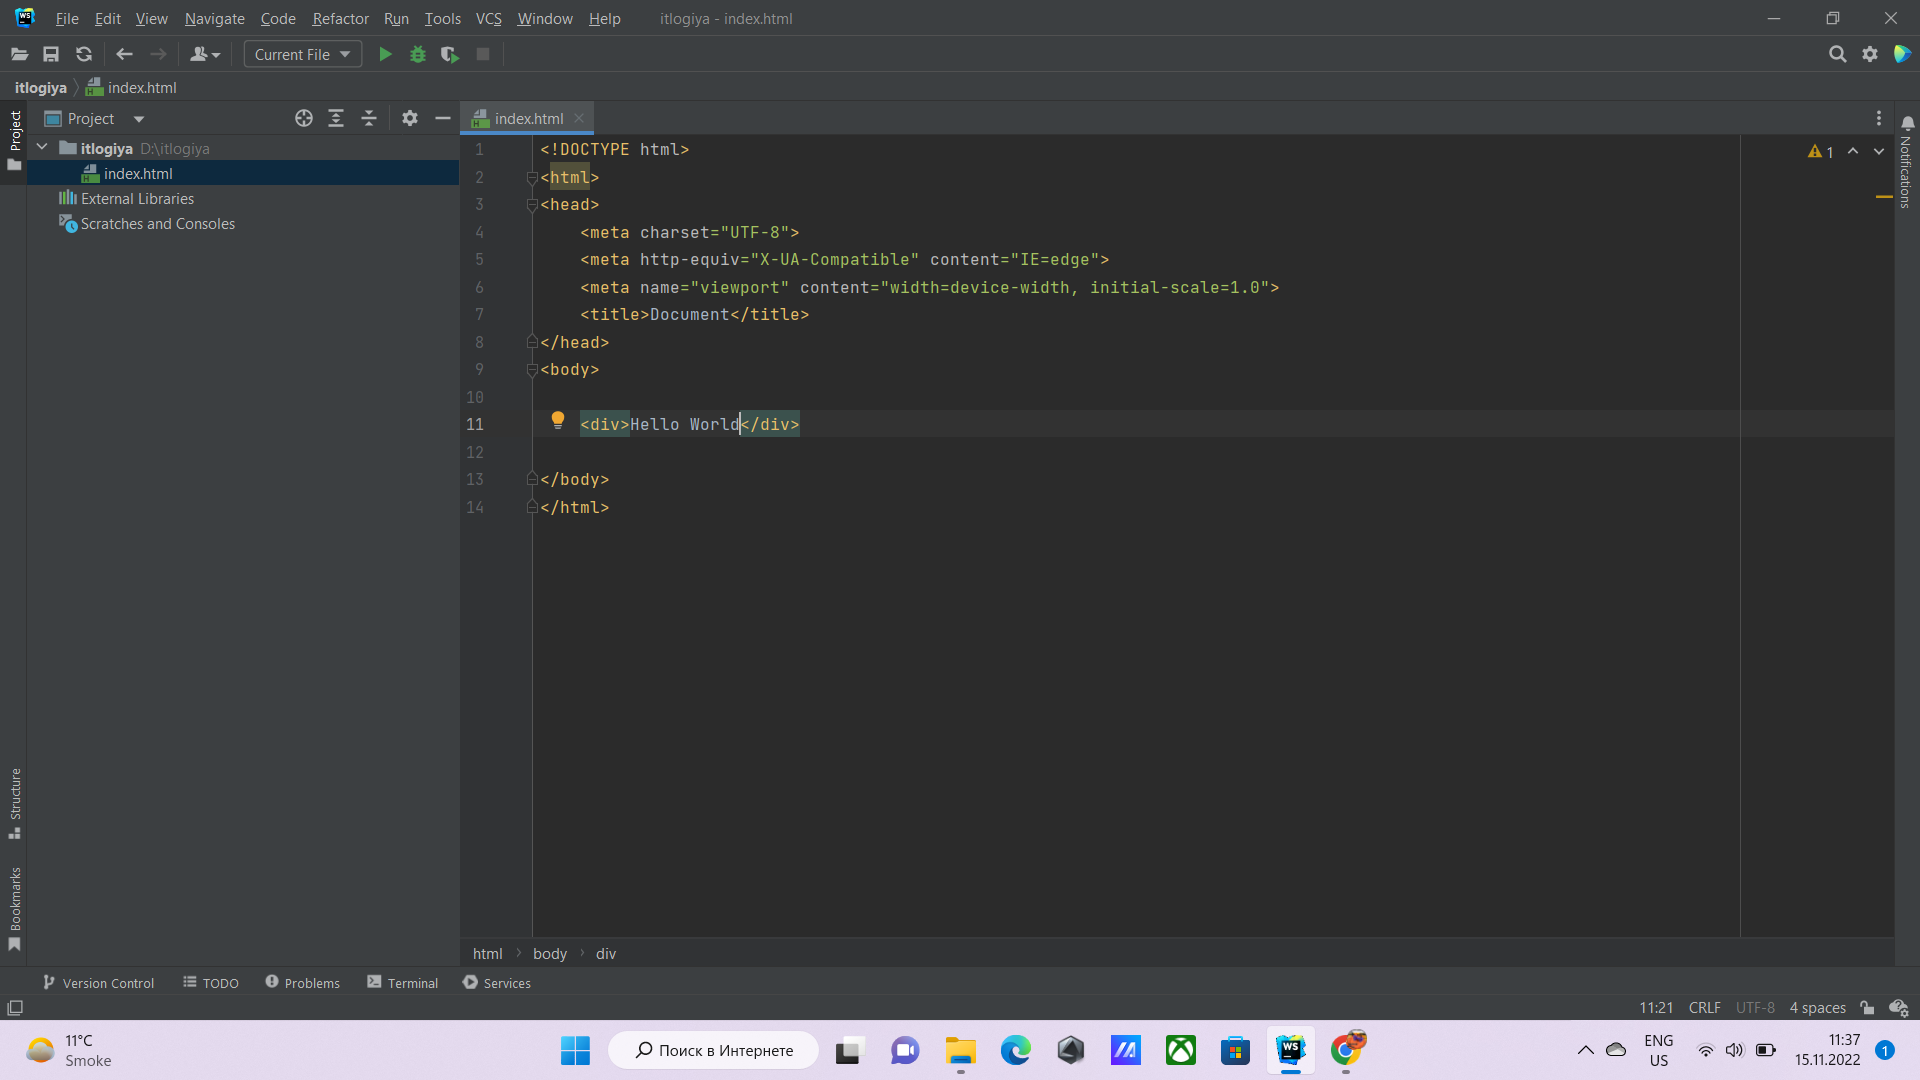 WS File Edit View Navigate Code Refactor Run Tools VCS Window Help itlogiya - index.html
Current File
itlogiya index.html
Project
Project
itlogiya D:\itlogiya
index.html
External Libraries
Scratches and Consoles
Structure
Bookmarks
index.html
1 <!DOCTYPE html>
2 <html>
3 <head>
4 <meta charset="UTF-8">
5 <meta http-equiv="X-UA-Compatible" content="IE=edge">
6 <meta name="viewport" content="width=device-width, initial-scale=1.0">
7 <title>Document</title>
8 </head>
9 <body>
10
11 <div>Hello World</div>
12
13 </body>
14 </html>
1
Notifications
html body div
Version Control TODO Problems Terminal Services
11:21 CRLF UTF-8 4 spaces
11°C
Smoke
Поиск в Интернете
WS
ENG
US
11:37
15.11.2022
1